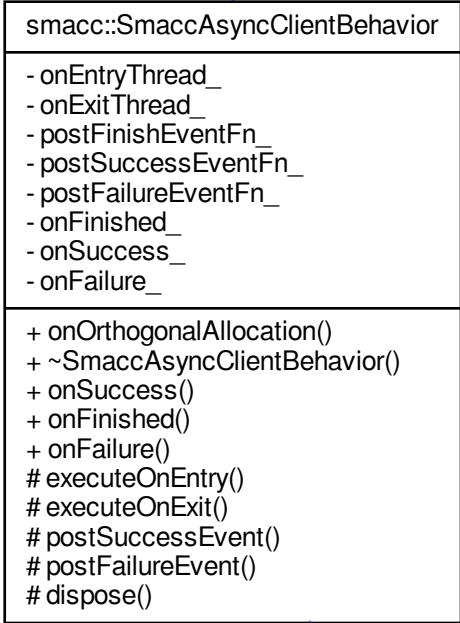 smacc::SmaccAsyncClientBehavior
- onEntryThread_
- onExitThread_
- postFinishEventFn_
- postSuccessEventFn_
- postFailureEventFn_
- onFinished_
- onSuccess_
- onFailure_
+ onOrthogonalAllocation()
+ ~SmaccAsyncClientBehavior()
+ onSuccess()
+ onFinished()
+ onFailure()
# executeOnEntry()
# executeOnExit()
# postSuccessEvent()
# postFailureEvent()
# dispose()